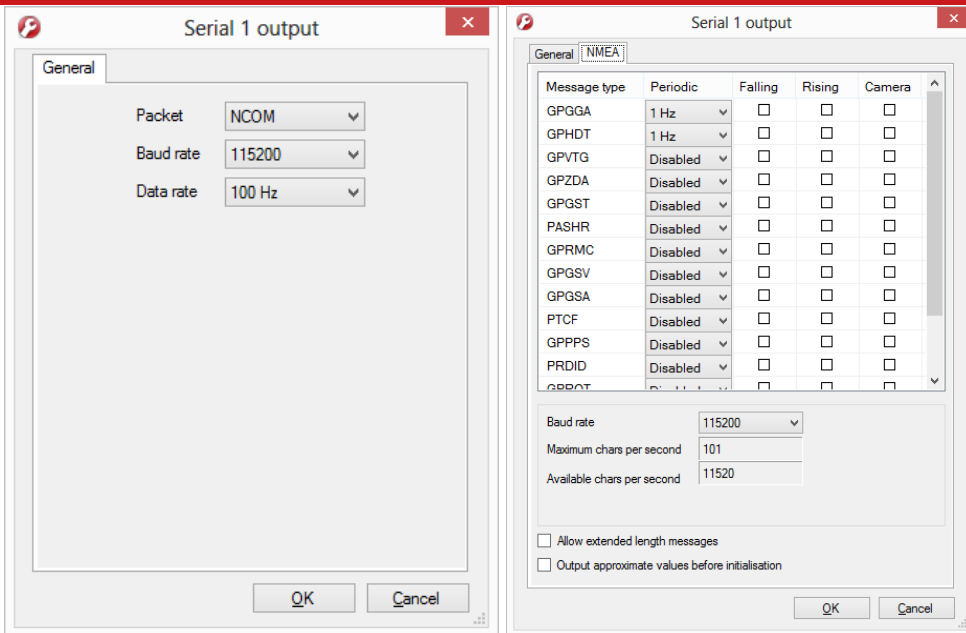 Serial 1 output
General
Packet NCOM
Baud rate 115200
Data rate 100 Hz
OK Cancel
Serial 1 output
General NMEA
Message type Periodic Falling Rising Camera
GPGGA 1 Hz
GPHDT 1 Hz
GPVTG Disabled
GPZDA Disabled
GPGST Disabled
PASHR Disabled
GPRMC Disabled
GPGSV Disabled
GPGSA Disabled
PTCF Disabled
GPPPS Disabled
PRDID Disabled
Baud rate 115200
Maximum chars per second 101
Available chars per second 11520
Allow extended length messages
Output approximate values before initialisation
OK Cancel